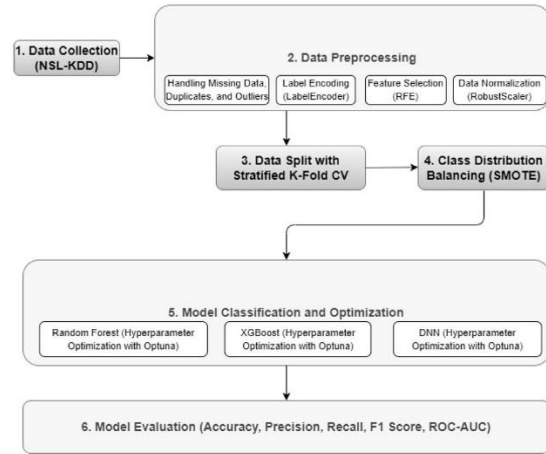 1. Data Collection
(NSL-KDD)
2. Data Preprocessing
Handling Missing Data,
Duplicates, and Outliers
Label Encoding
(LabelEncoder)
Feature Selection
(RFE)
Data Normalization
(RobustScaler)
3. Data Split with
Stratified K-Fold CV
4. Class Distribution
Balancing (SMOTE)
5. Model Classification and Optimization
Random Forest (Hyperparameter
Optimization with Optuna)
XGBoost (Hyperparameter
Optimization with Optuna)
DNN (Hyperparameter
Optimization with Optuna)
6. Model Evaluation (Accuracy, Precision, Recall, F1 Score, ROC-AUC)